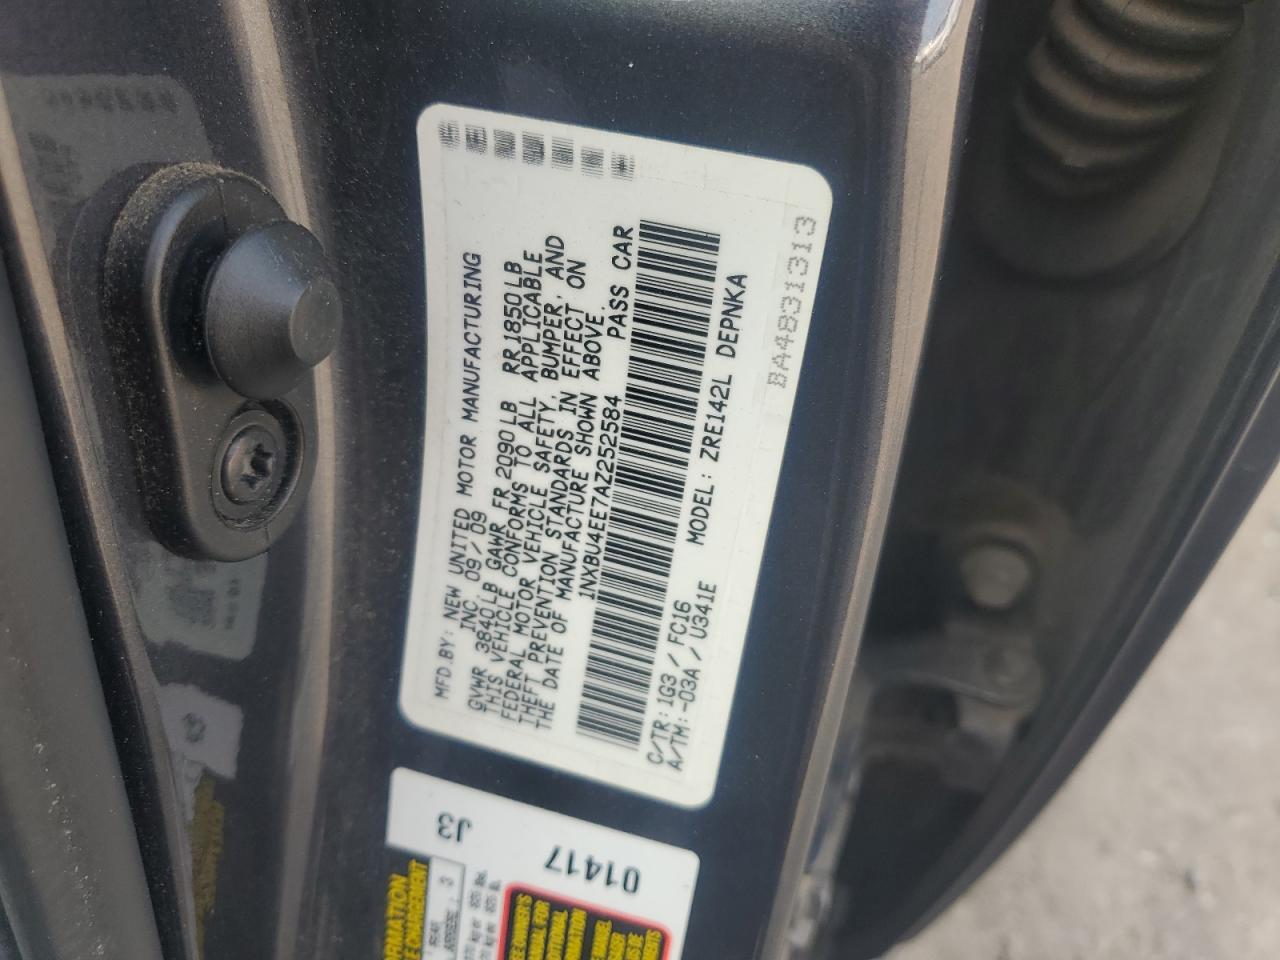 MFD.BY: NEW UNITED MOTOR MANUFACTURING
INC. 09/09
GVWR 3840LB GAWR FR 2090LB RR1850LB
THIS VEHICLE CONFORMS TO ALL APPLICABLE
FEDERAL MOTOR VEHICLE SAFETY, BUMPER, AND
THEFT PREVENTION STANDARDS IN EFFECT ON
THE DATE OF MANUFACTURE SHOWN ABOVE.
1NXBU4EE7AZ252584 PASS CAR
C/TR:1G3 / FC16 MODEL: ZRE142L DEPNKA
A/TM:-03A / U341E
BA4831313
01417
J3